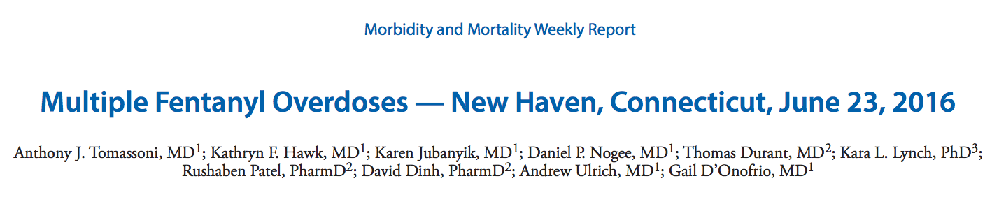 Morbidity and Mortality Weekly Report
Multiple Fentanyl Overdoses — New Haven, Connecticut, June 23, 2016
Anthony J. Tomassoni, MD1; Kathryn F. Hawk, MD1; Karen Jubanyik, MD1; Daniel P. Nogee, MD1; Thomas Durant, MD2; Kara L. Lynch, PhD3;
Rushaben Patel, PharmD2; David Dinh, PharmD2; Andrew Ulrich, MD1; Gail D’Onofrio, MD1